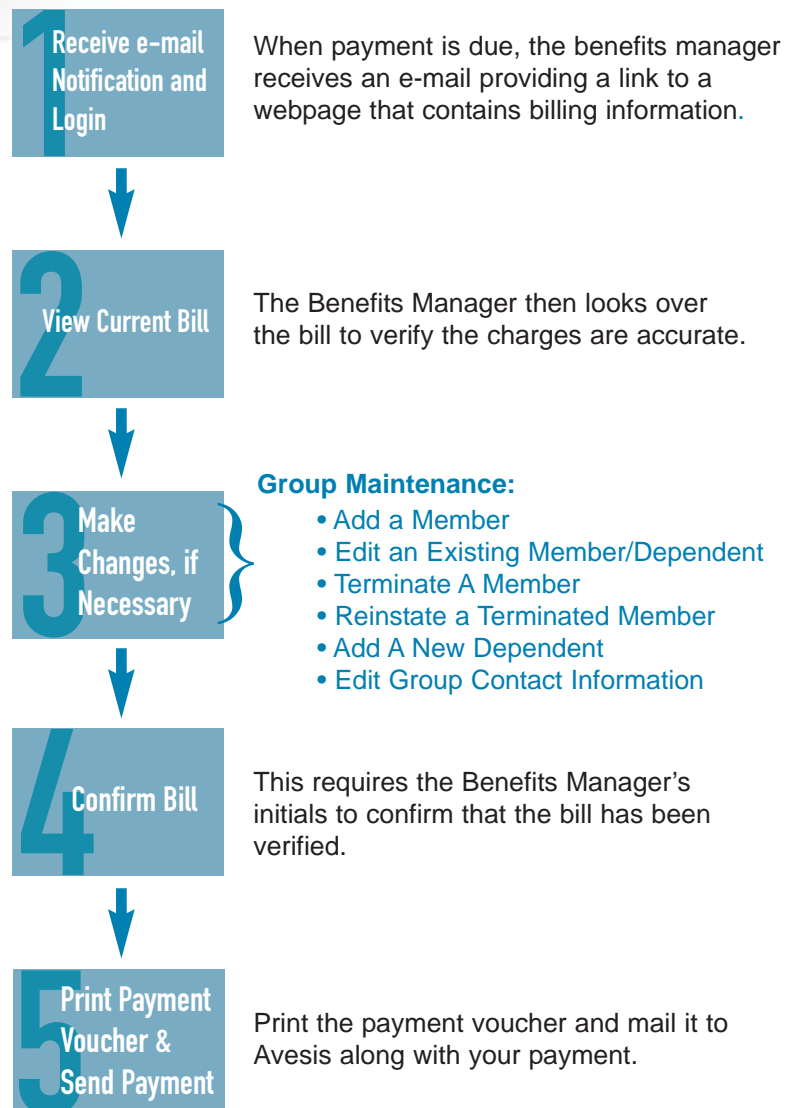 1
Receive e-mail
Notification and
Login
When payment is due, the benefits manager
receives an e-mail providing a link to a
webpage that contains billing information.
2
View Current Bill
The Benefits Manager then looks over
the bill to verify the charges are accurate.
3
Make
Changes, if
Necessary
}
Group Maintenance:
• Add a Member
• Edit an Existing Member/Dependent
• Terminate A Member
• Reinstate a Terminated Member
• Add A New Dependent
• Edit Group Contact Information
4
Confirm Bill
This requires the Benefits Manager's
initials to confirm that the bill has been
verified.
5
Print Payment
Voucher &
Send Payment
Print the payment voucher and mail it to
Avesis along with your payment.